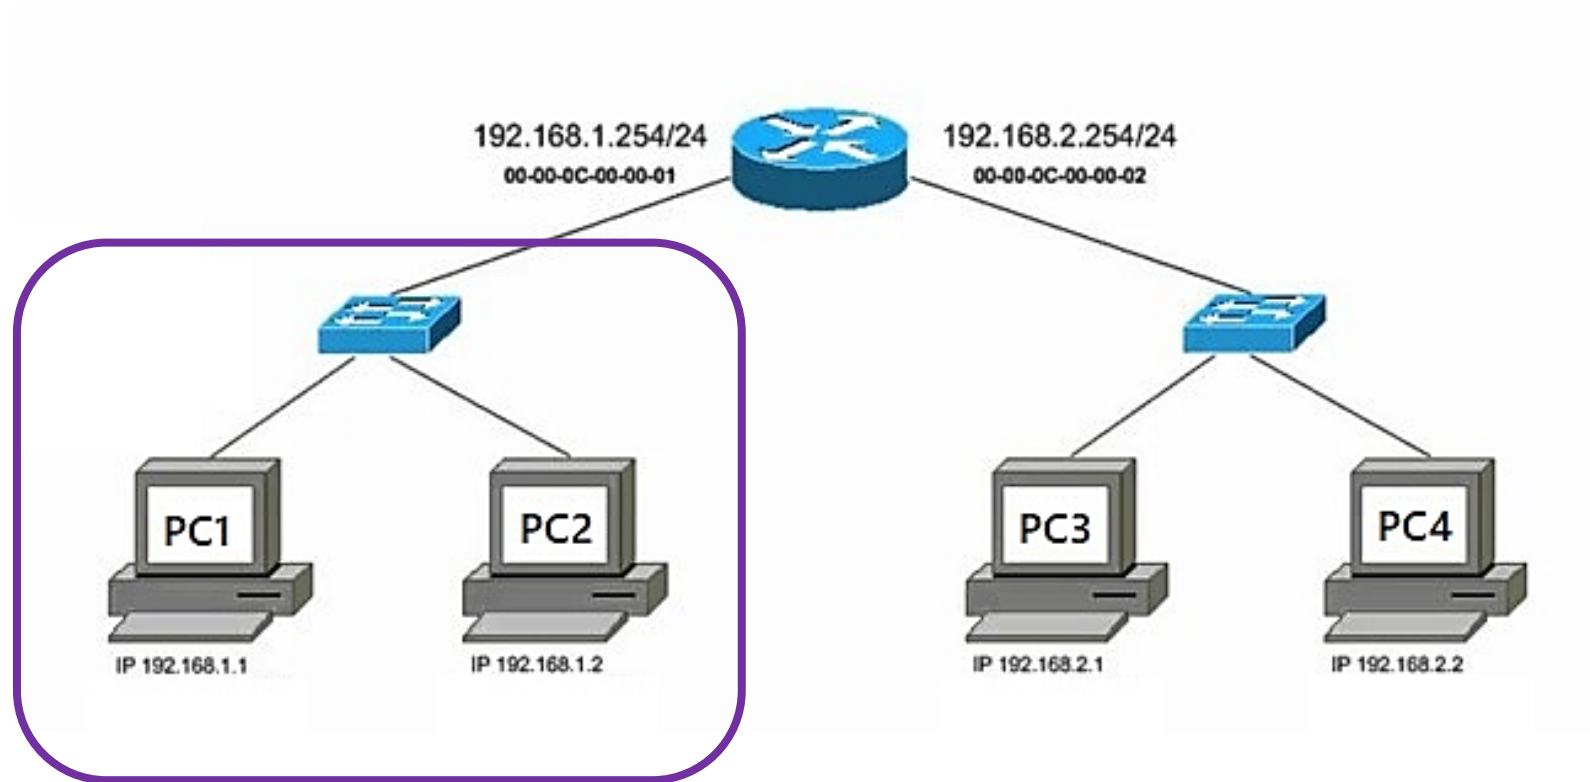 192.168.1.254/24
00-00-0C-00-00-01
192.168.2.254/24
00-00-0C-00-00-02
PC1
PC2
PC3
PC4
IP 192.168.1.1
IP 192.168.1.2
IP 192.168.2.1
IP 192.168.2.2